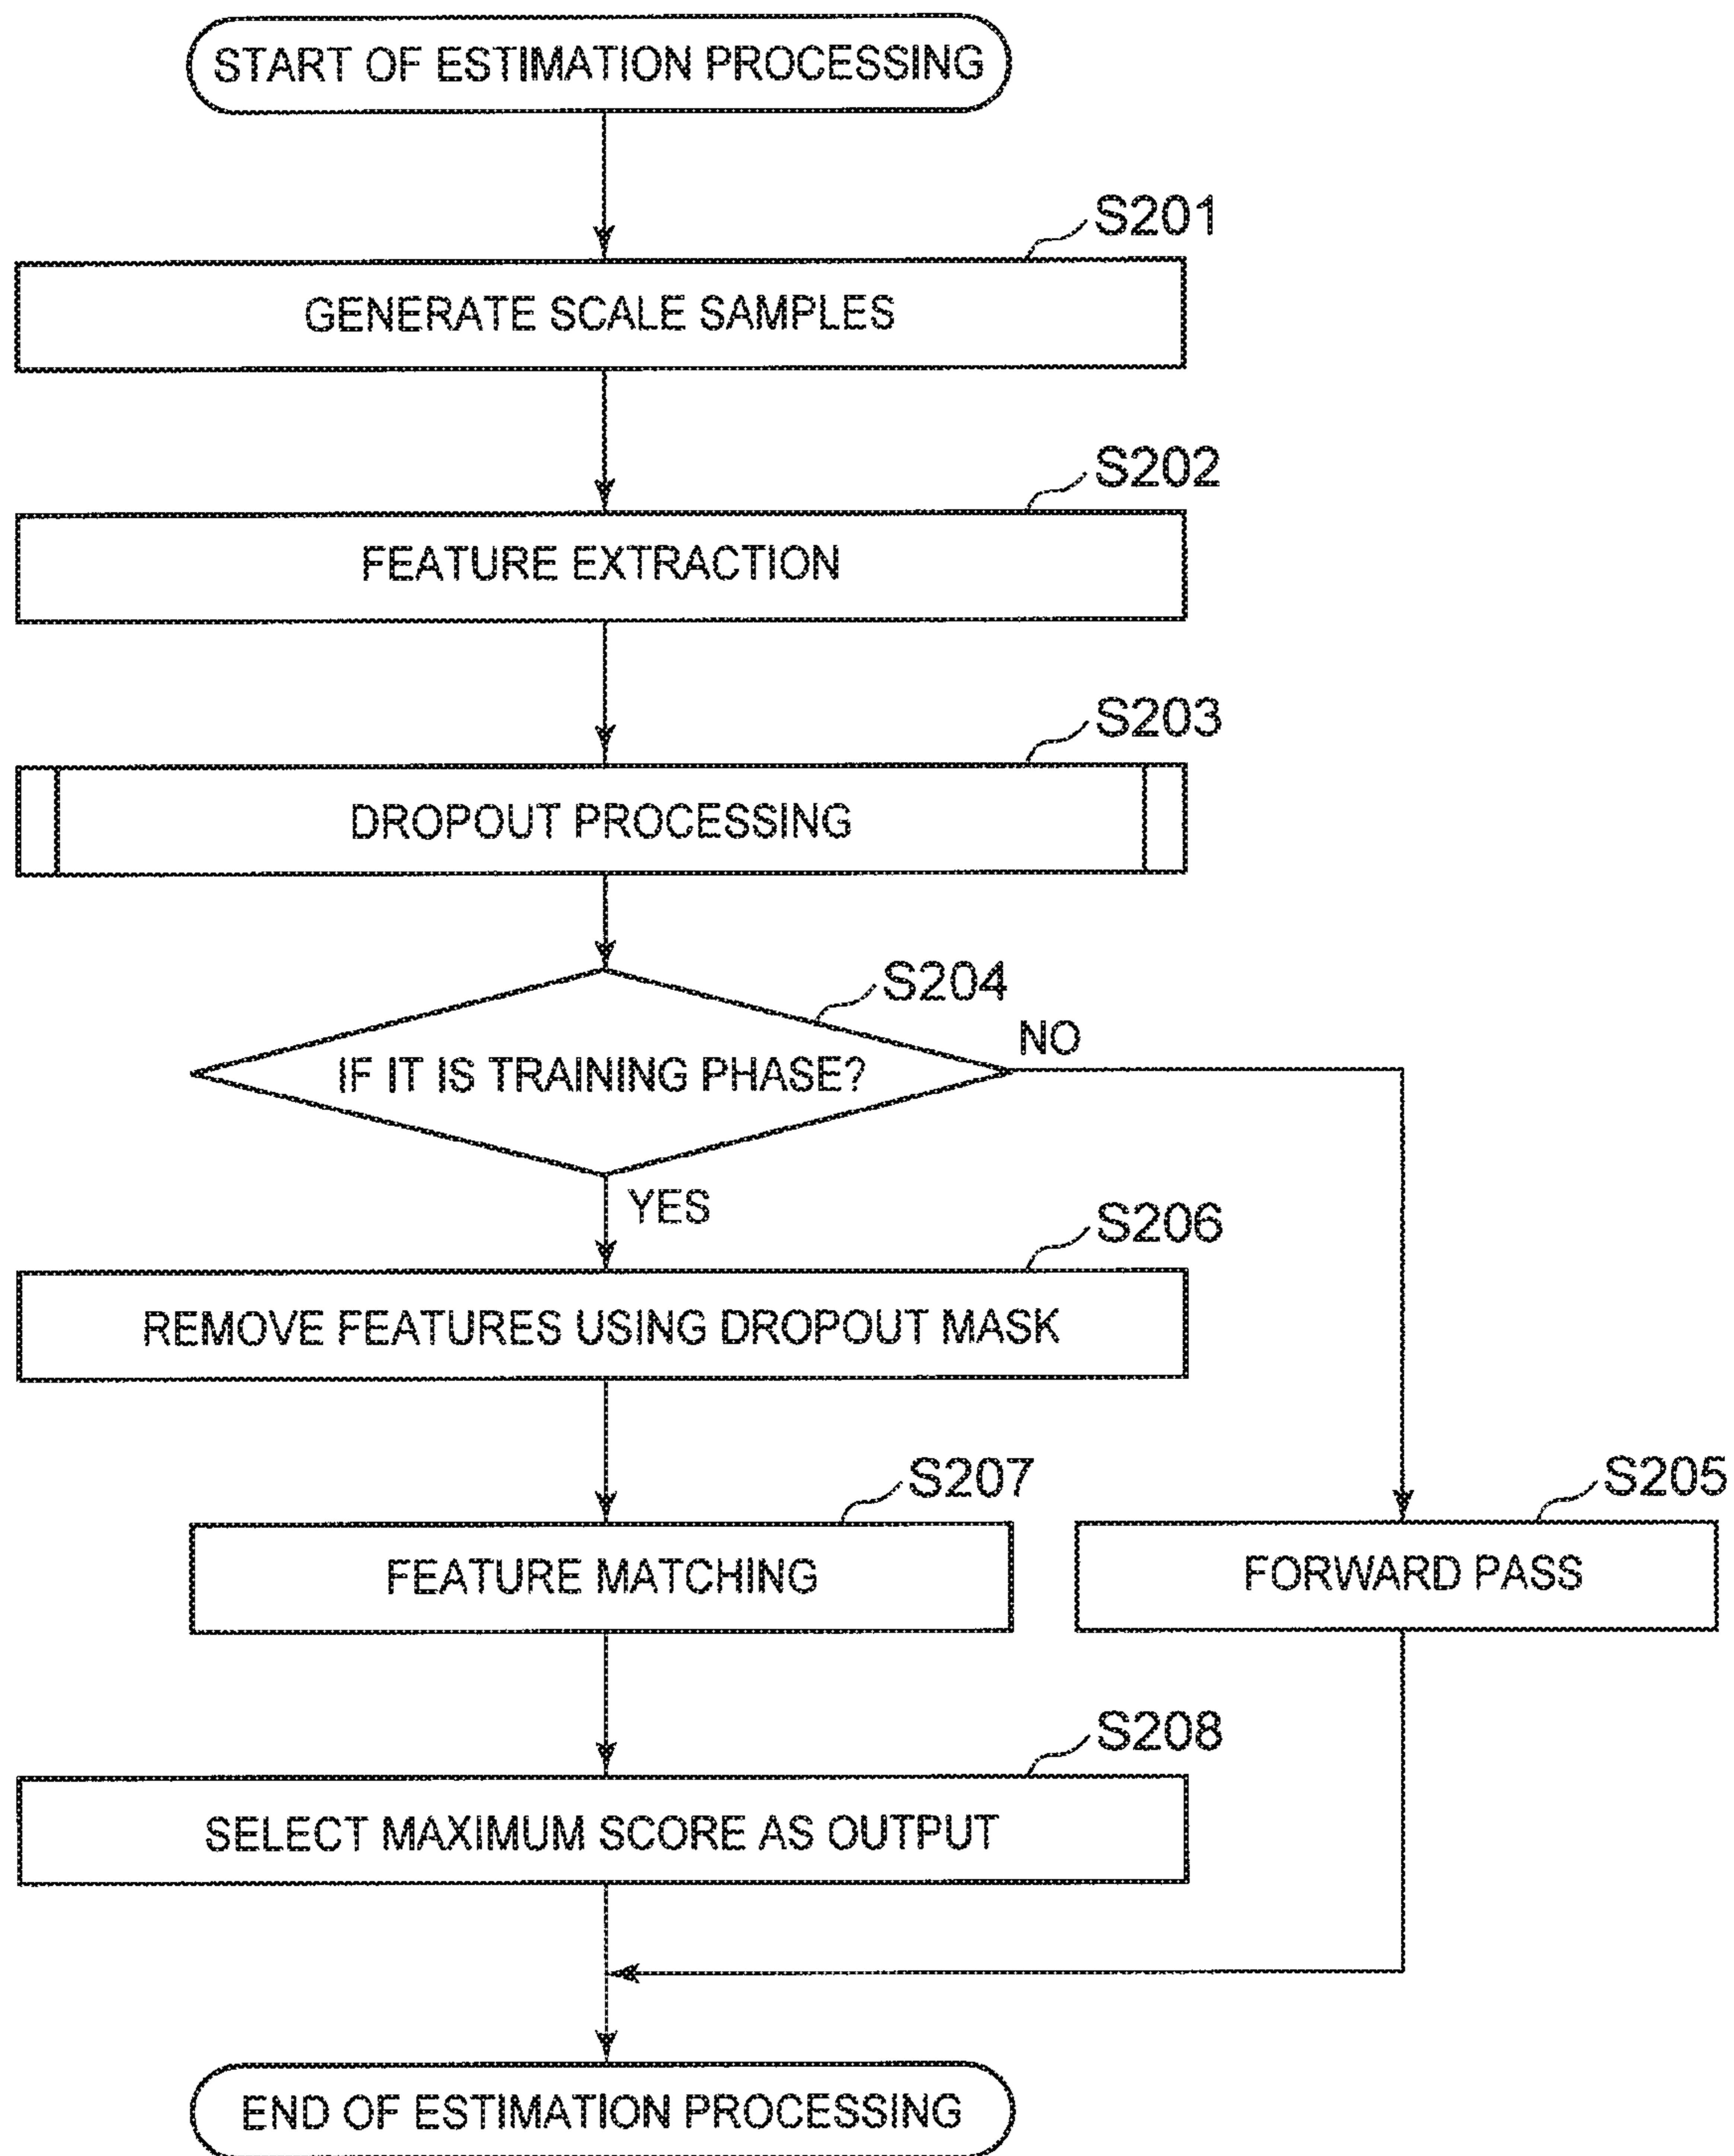 START OF ESTIMATION PROCESSING
S201
GENERATE SCALE SAMPLES
S202
FEATURE EXTRACTION
S203
DROPOUT PROCESSING
S204
IF IT IS TRAINING PHASE?
NO
YES
S206
REMOVE FEATURES USING DROPOUT MASK
S207
FEATURE MATCHING
S205
FORWARD PASS
S208
SELECT MAXIMUM SCORE AS OUTPUT
END OF ESTIMATION PROCESSING